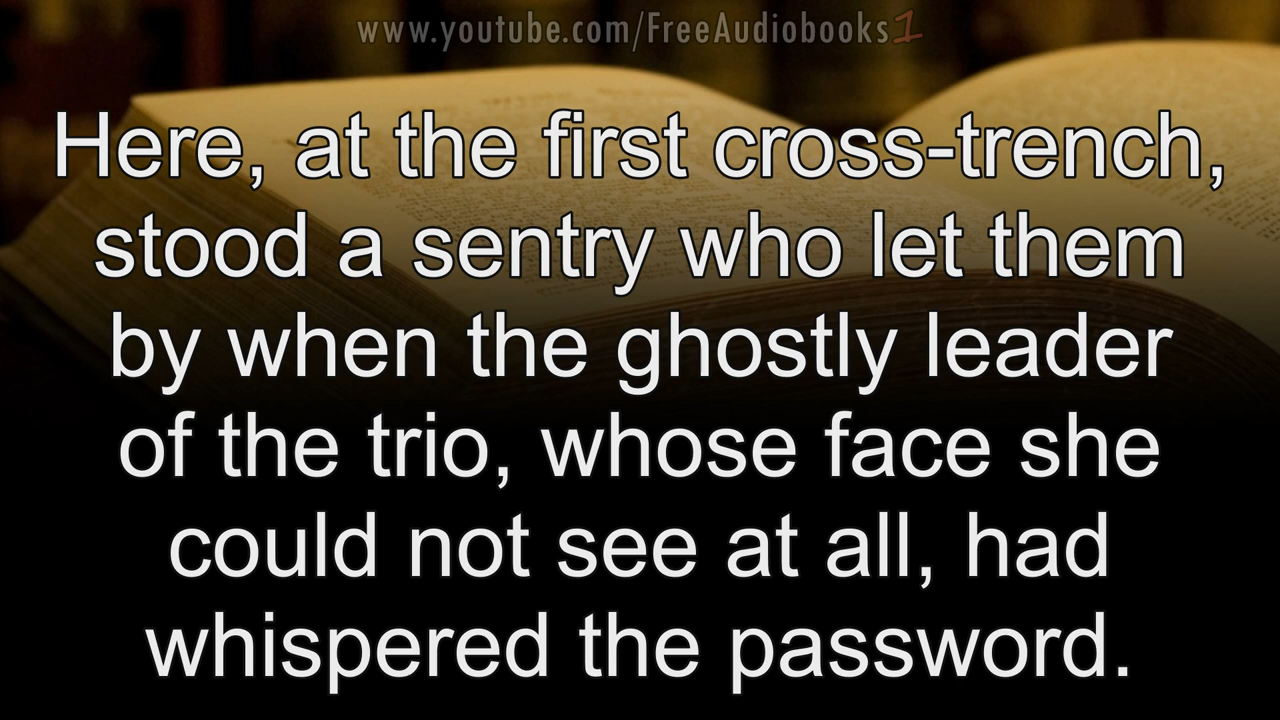 www.youtube.com/FreeAudiobooks1
Here, at the first cross-trench,
stood a sentry who let them
by when the ghostly leader
of the trio, whose face she
could not see at all, had
whispered the password.